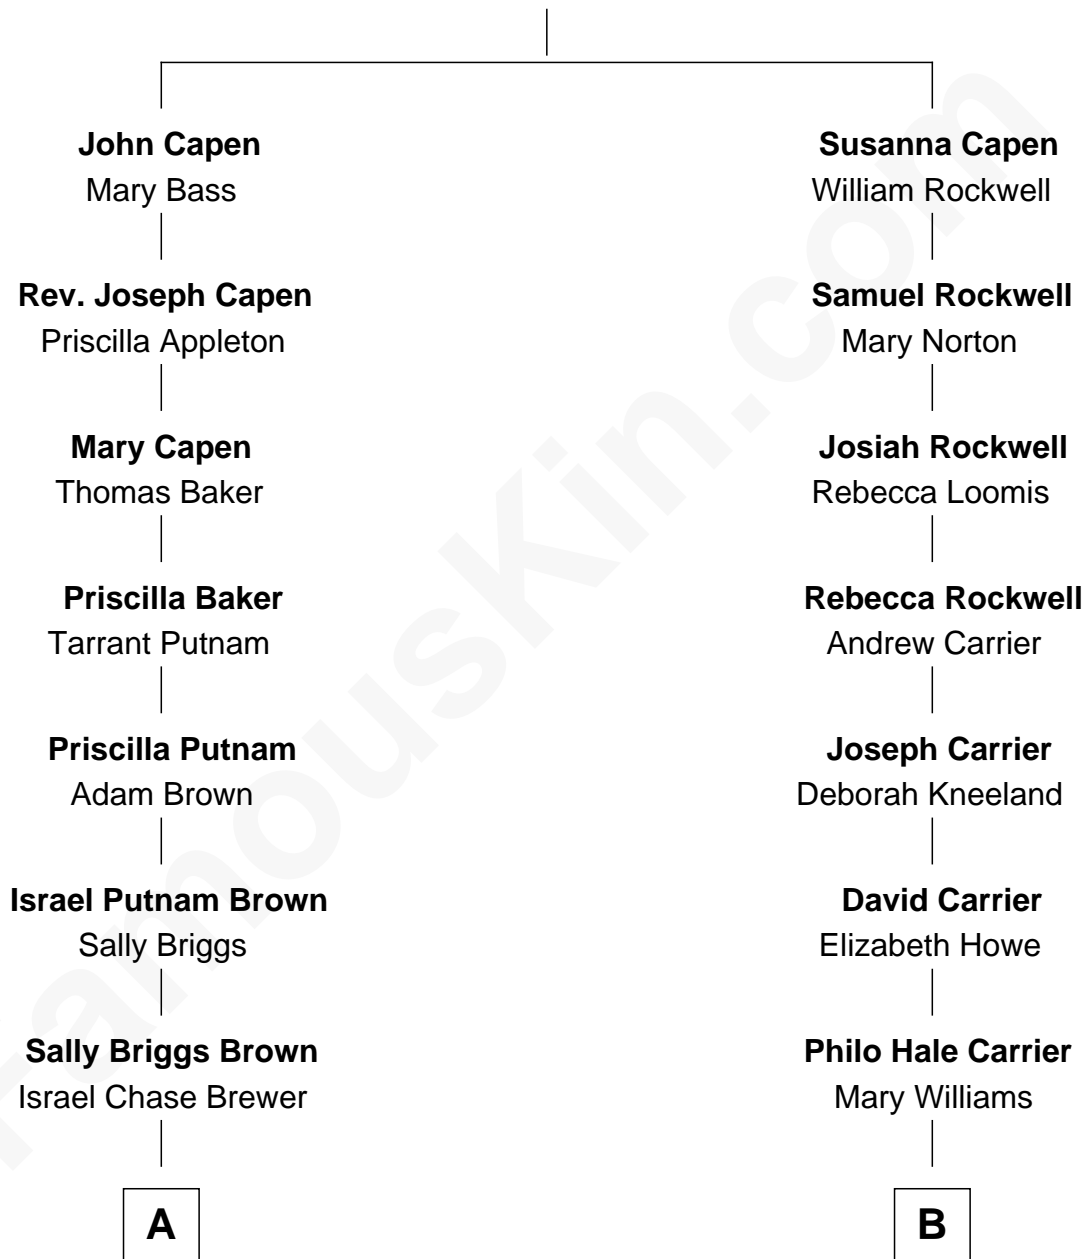 John Capen
Mary Bass
Rev. Joseph Capen
Priscilla Appleton
Mary Capen
Thomas Baker
Priscilla Baker
Tarrant Putnam
Priscilla Putnam
Adam Brown
Israel Putnam Brown
Sally Briggs
Sally Briggs Brown
Israel Chase Brewer
A
Susanna Capen
William Rockwell
Samuel Rockwell
Mary Norton
Josiah Rockwell
Rebecca Loomis
Rebecca Rockwell
Andrew Carrier
Joseph Carrier
Deborah Kneeland
David Carrier
Elizabeth Howe
Philo Hale Carrier
Mary Williams
B
FamousKin.com